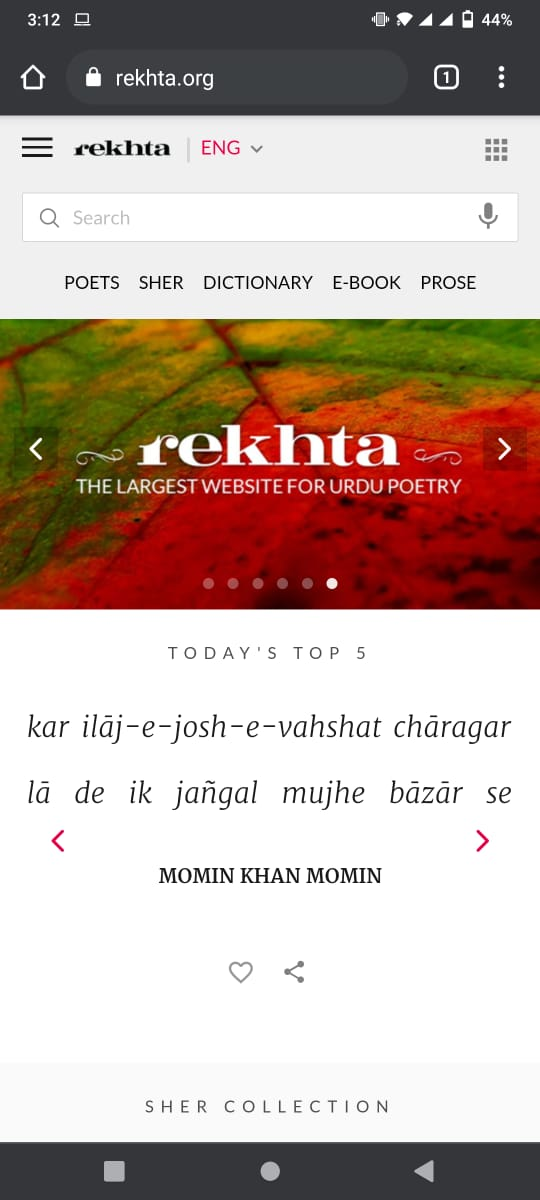 3:12
44%
rekhta.org
1
rekhta
ENG
Search
POETS SHER DICTIONARY E-BOOK PROSE
rekhta
THE LARGEST WEBSITE FOR URDU POETRY
TODAY'S TOP 5
kar ilāj-e-josh-e-vahshat chāragar
lā de ik jañgal mujhe bāzār se
MOMIN KHAN MOMIN
SHER COLLECTION